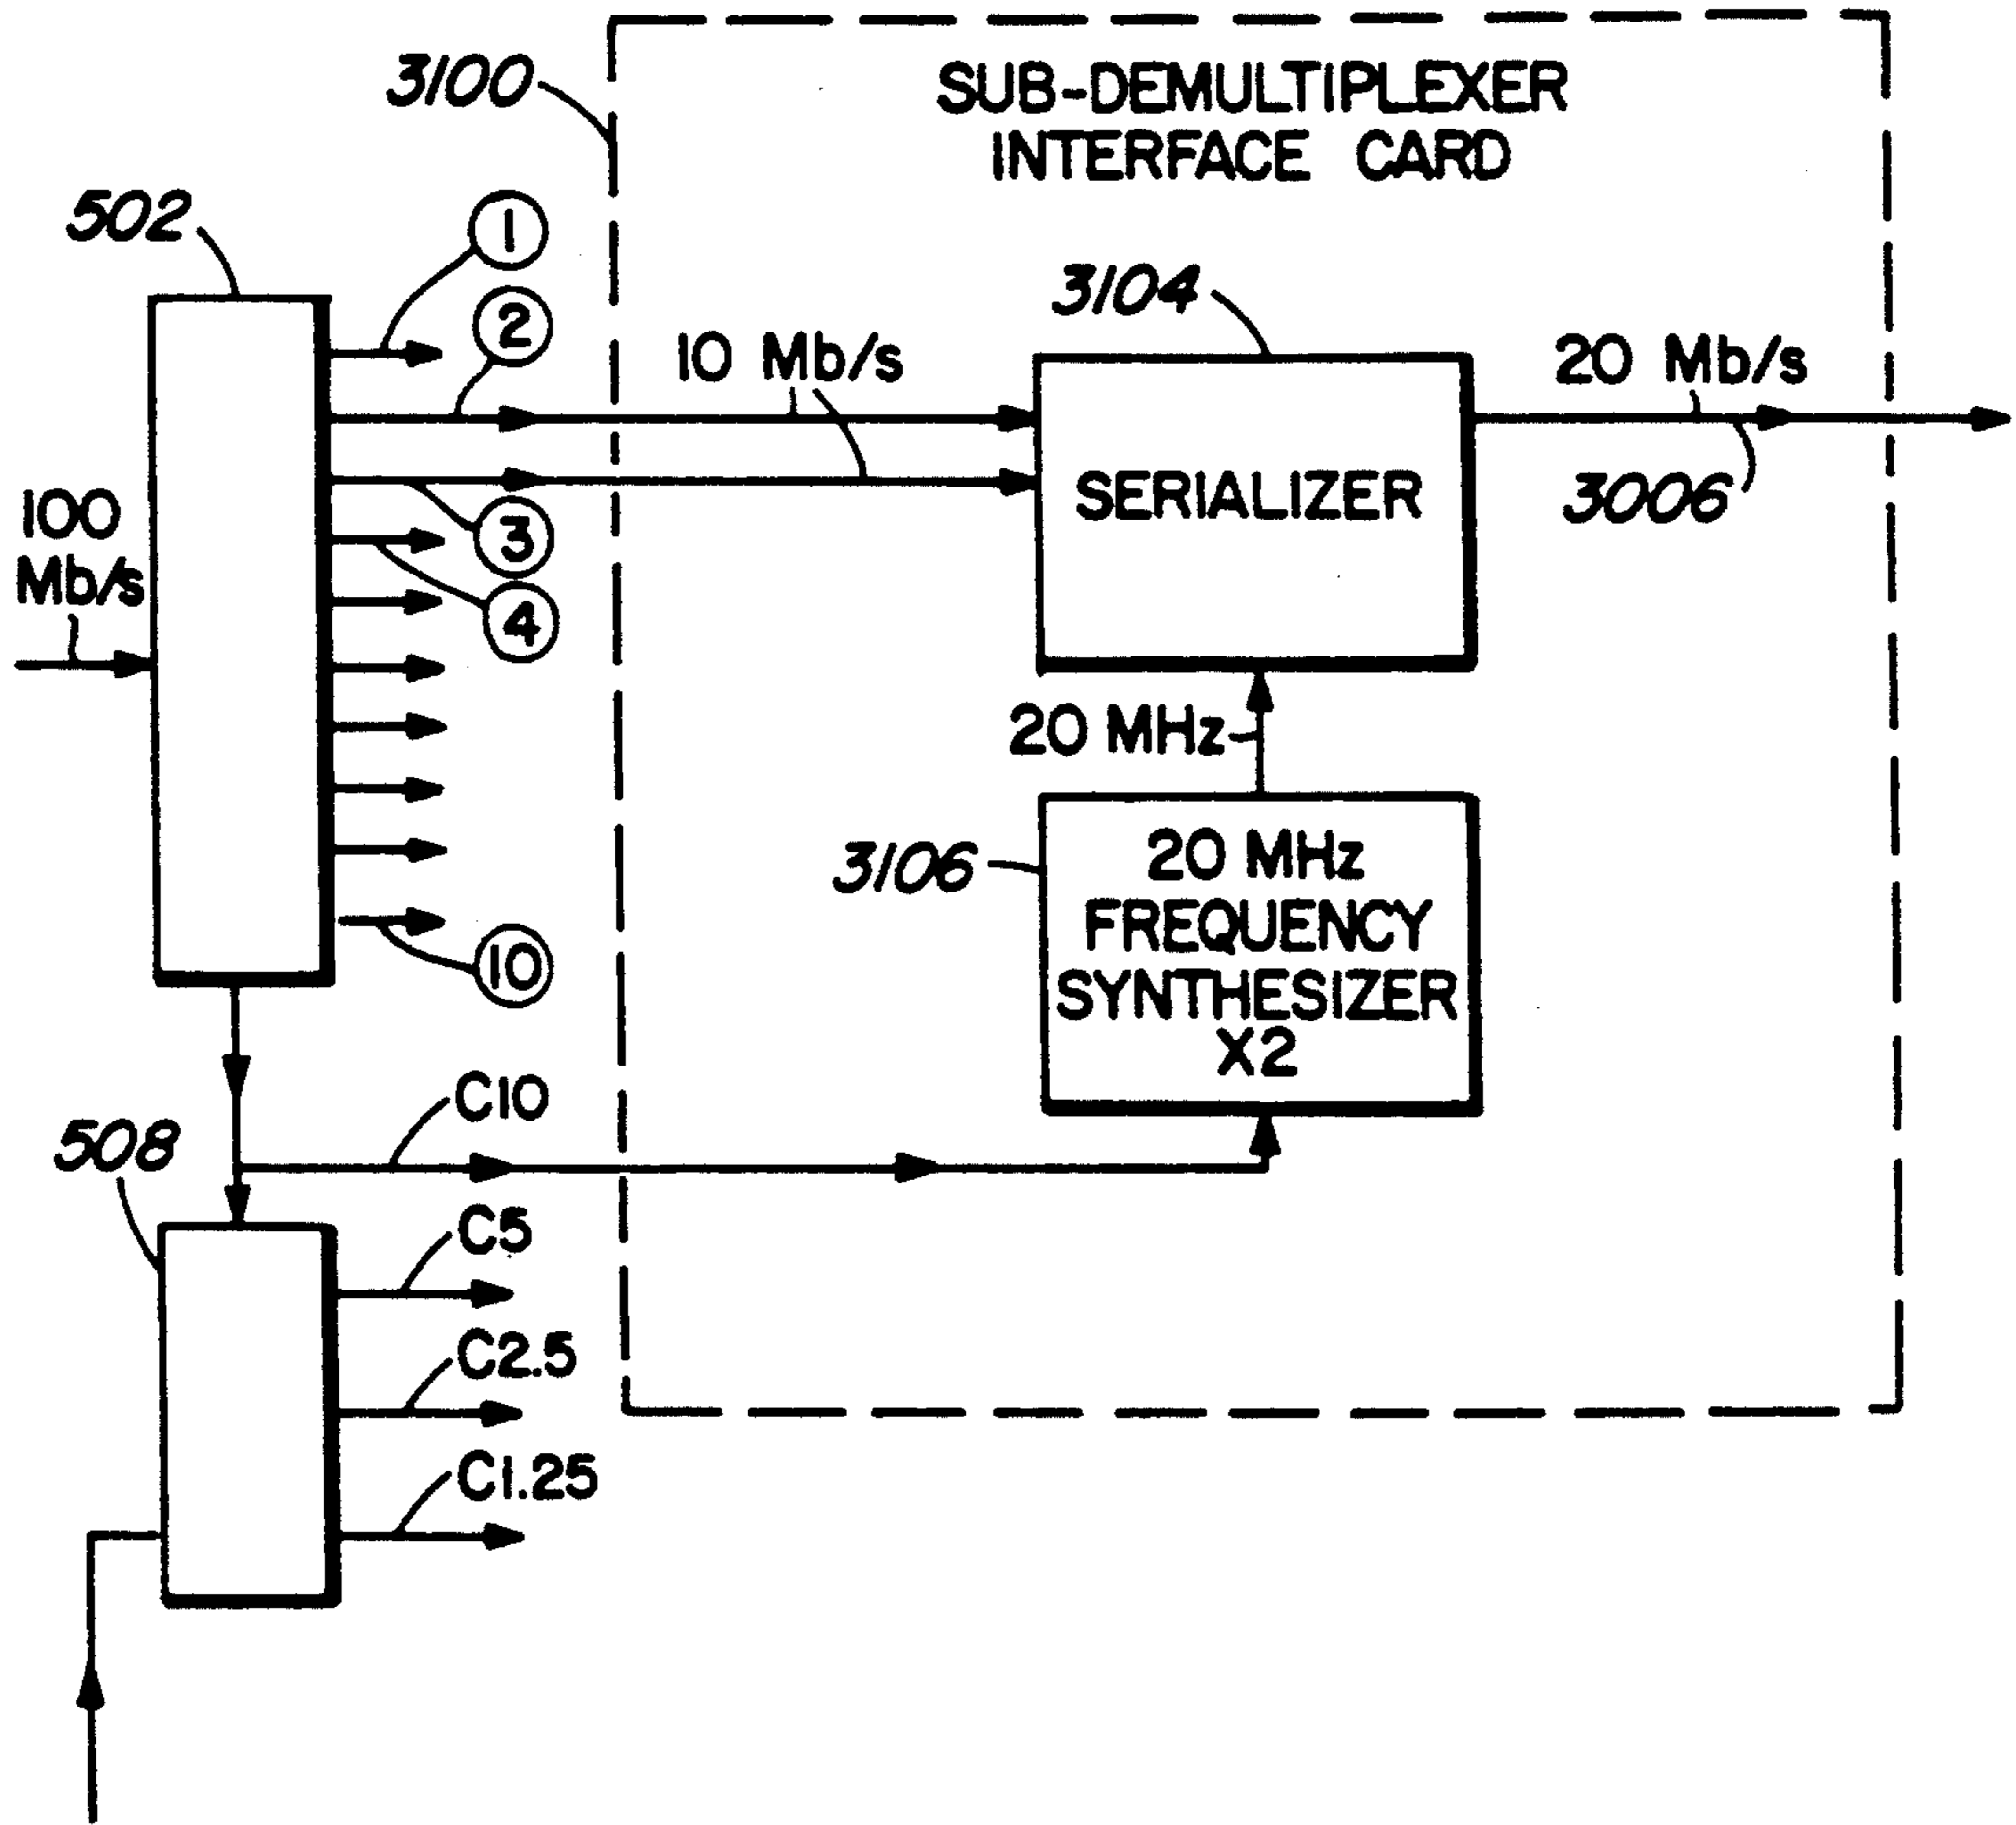 3100
SUB-DEMULTIPLEXER
INTERFACE CARD
502
1
2
3104
10 Mb/s
20 Mb/s
SERIALIZER
3006
100
Mb/s
3
4
20 MHz
3106
20 MHz
FREQUENCY
SYNTHESIZER
X2
10
C10
508
C5
C2.5
C1.25